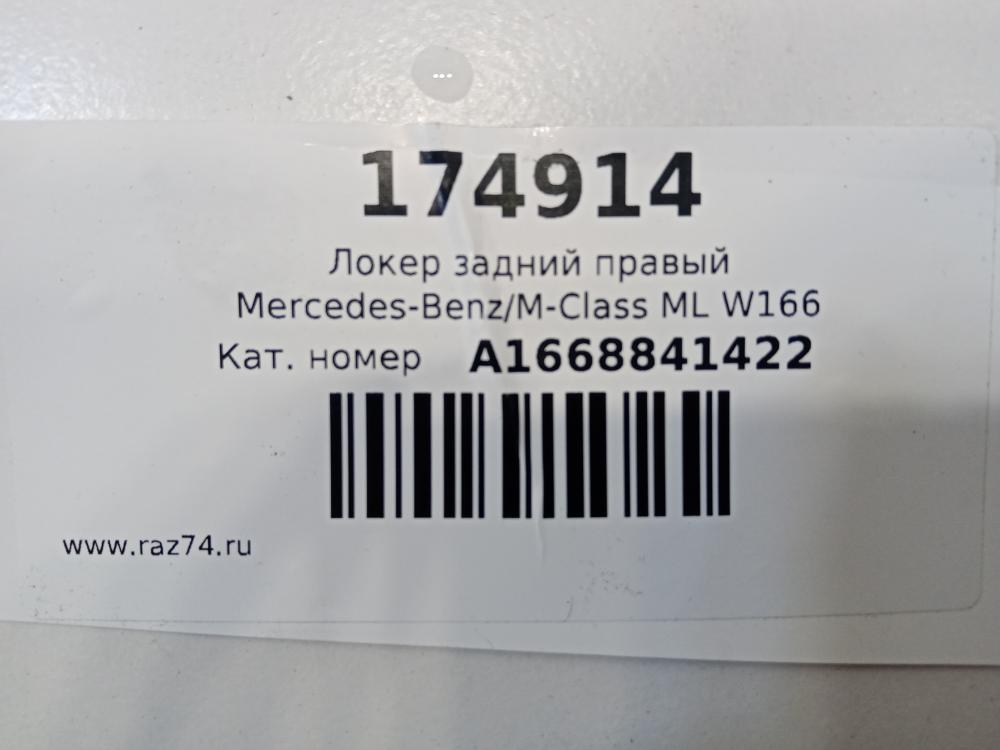 174914
Локер задний правый
Mercedes-Benz/M-Class ML W166
Кат. номер A1668841422
www.raz74.ru